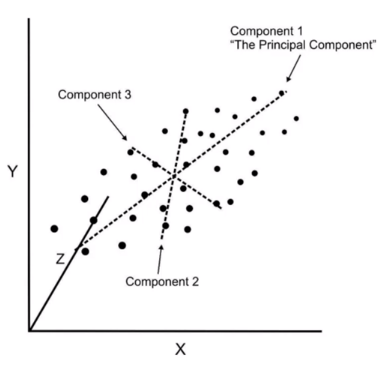 Component 1
"The Principal Component"
Component 3
Y
Z
Component 2
X